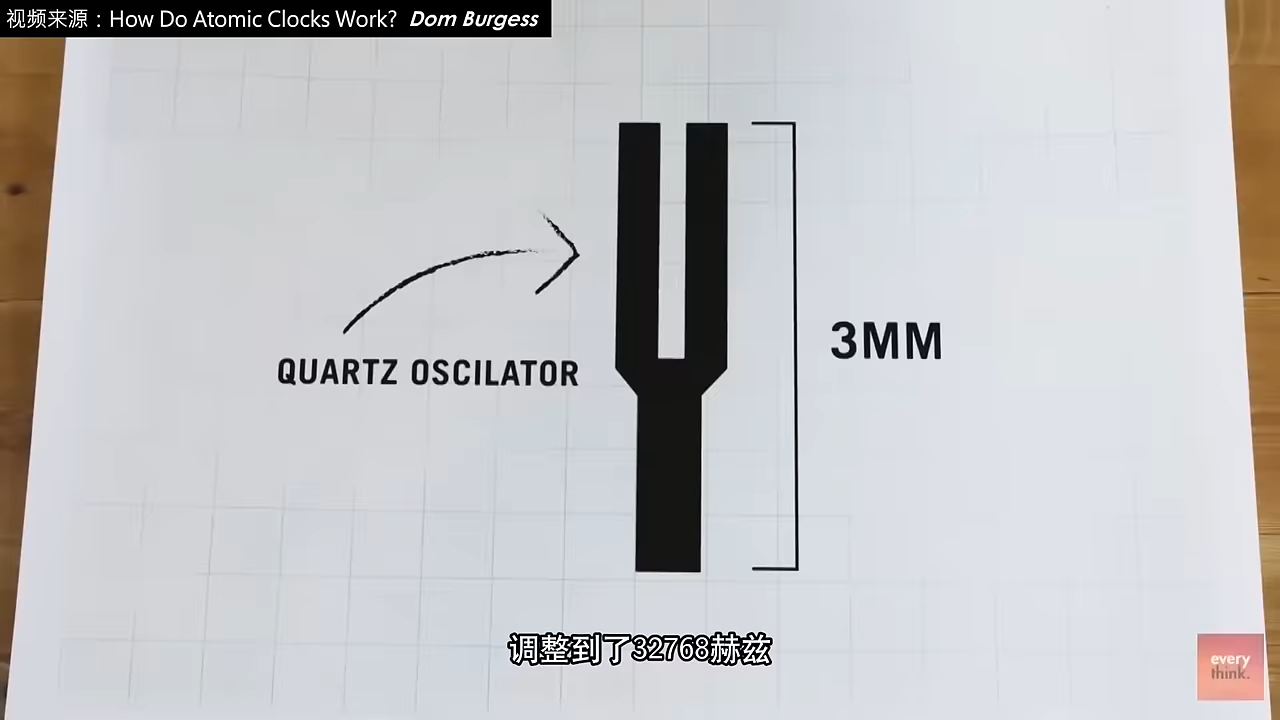 视频来源：How Do Atomic Clocks Work? Dom Burgess
QUARTZ OSCILATOR
3MM
调整到了32768赫兹
every
think.